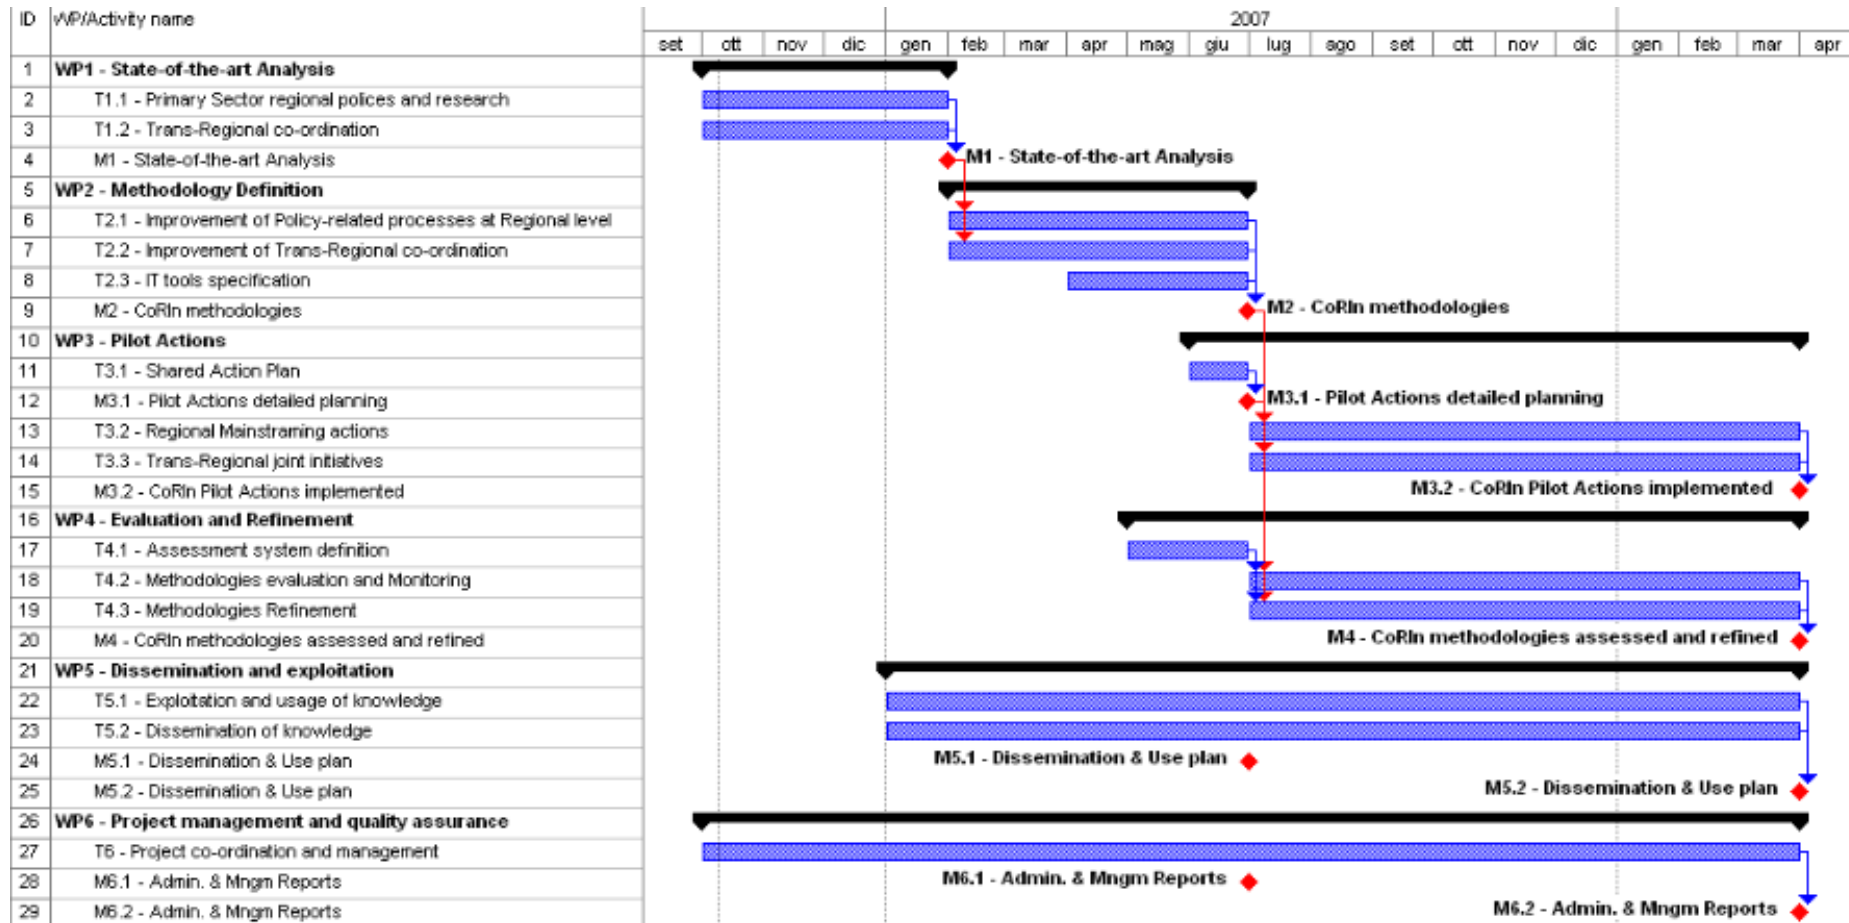 ID WP/Activity name 2007
set ott nov dic gen feb mar apr mag giu lug ago set ott nov dic gen feb mar apr
1 WP1 - State-of-the-art Analysis
2 T1.1 - Primary Sector regional polices and research
3 T1.2 - Trans-Regional co-ordination
4 M1 - State-of-the-art Analysis M1 - State-of-the-art Analysis
5 WP2 - Methodology Definition
6 T2.1 - Improvement of Policy-related processes at Regional level
7 T2.2 - Improvement of Trans-Regional co-ordination
8 T2.3 - IT tools specification
9 M2 - CoRIn methodologies M2 - CoRIn methodologies
10 WP3 - Pilot Actions
11 T3.1 - Shared Action Plan
12 M3.1 - Pilot Actions detailed planning M3.1 - Pilot Actions detailed planning
13 T3.2 - Regional Mainstraming actions
14 T3.3 - Trans-Regional joint initiatives
15 M3.2 - CoRIn Pilot Actions implemented M3.2 - CoRIn Pilot Actions implemented
16 WP4 - Evaluation and Refinement
17 T4.1 - Assessment system definition
18 T4.2 - Methodologies evaluation and Monitoring
19 T4.3 - Methodologies Refinement
20 M4 - CoRIn methodologies assessed and refined M4 - CoRIn methodologies assessed and refined
21 WP5 - Dissemination and exploitation
22 T5.1 - Exploitation and usage of knowledge
23 T5.2 - Dissemination of knowledge
24 M5.1 - Dissemination & Use plan M5.1 - Dissemination & Use plan
25 M5.2 - Dissemination & Use plan M5.2 - Dissemination & Use plan
26 WP6 - Project management and quality assurance
27 T6 - Project co-ordination and management
28 M6.1 - Admin. & Mngm Reports M6.1 - Admin. & Mngm Reports
29 M6.2 - Admin. & Mngm Reports M6.2 - Admin. & Mngm Reports